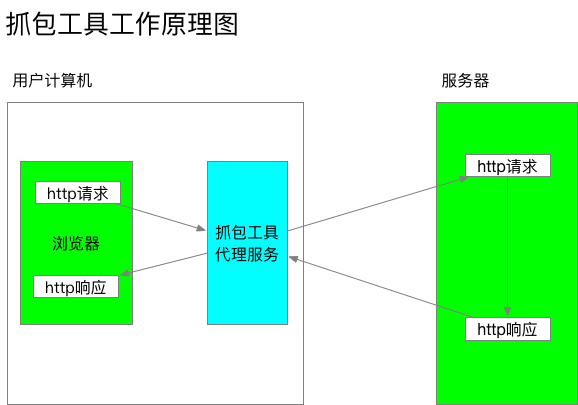 抓包工具工作原理图
用户计算机
服务器
http请求
浏览器
http响应
抓包工具
代理服务
http请求
http响应